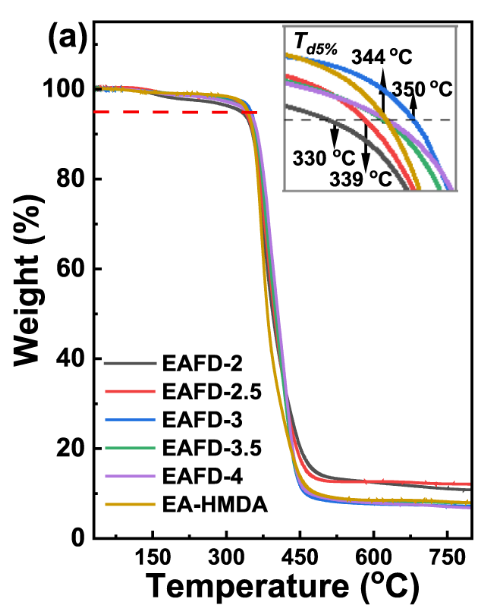 (a)
T d5%
344 °C
350 °C
330 °C
339 °C
100
80
60
40
20
0
Weight (%)
EAFD-2
EAFD-2.5
EAFD-3
EAFD-3.5
EAFD-4
EA-HMDA
150 300 450 600 750
Temperature (°C)